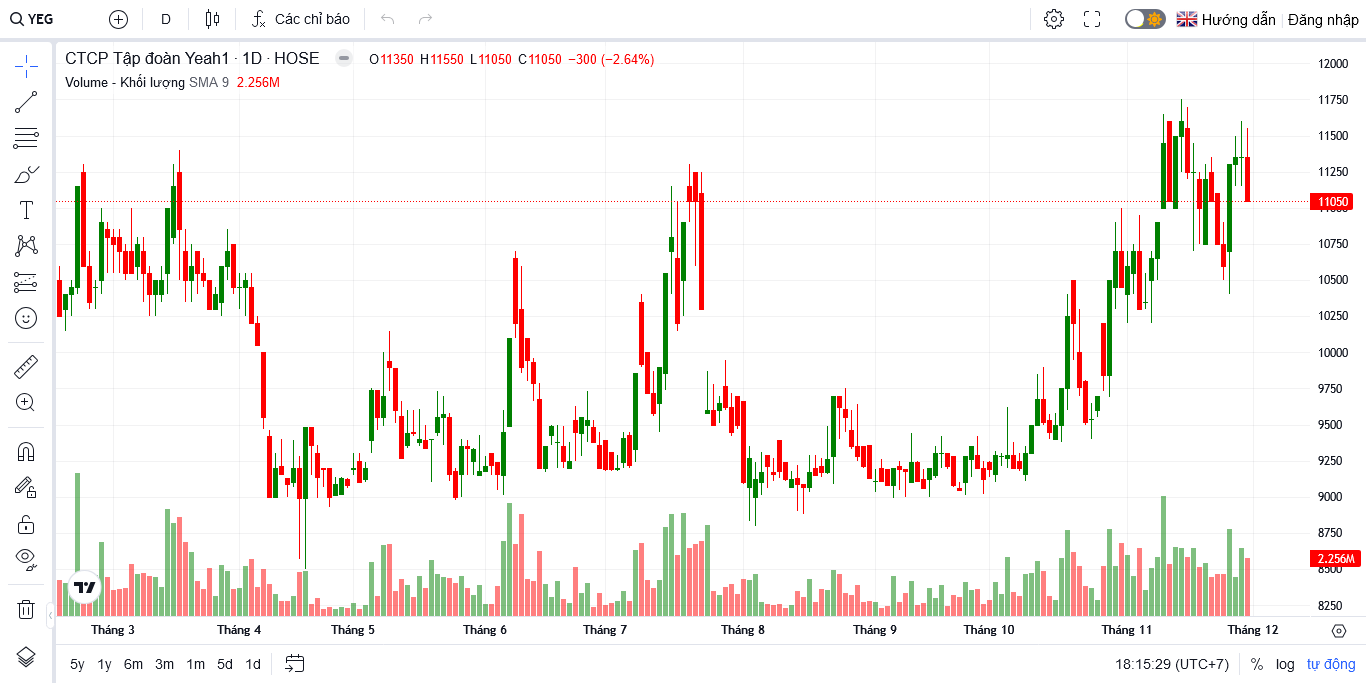 YEG D Các chỉ báo Hướng dẫn Đăng nhập
CTCP Tập đoàn Yeah1 · 1D · HOSE O11350 H11550 L11050 C11050 −300 (−2.64%)
Volume - Khối lượng SMA 9 2.256M
12000
11750
11500
11250
11050
11000
10750
10500
10250
10000
9750
9500
9250
9000
8750
2.256M
8500
8250
Tháng 3 Tháng 4 Tháng 5 Tháng 6 Tháng 7 Tháng 8 Tháng 9 Tháng 10 Tháng 11 Tháng 12
5y 1y 6m 3m 1m 5d 1d 18:15:29 (UTC+7) % log tự động